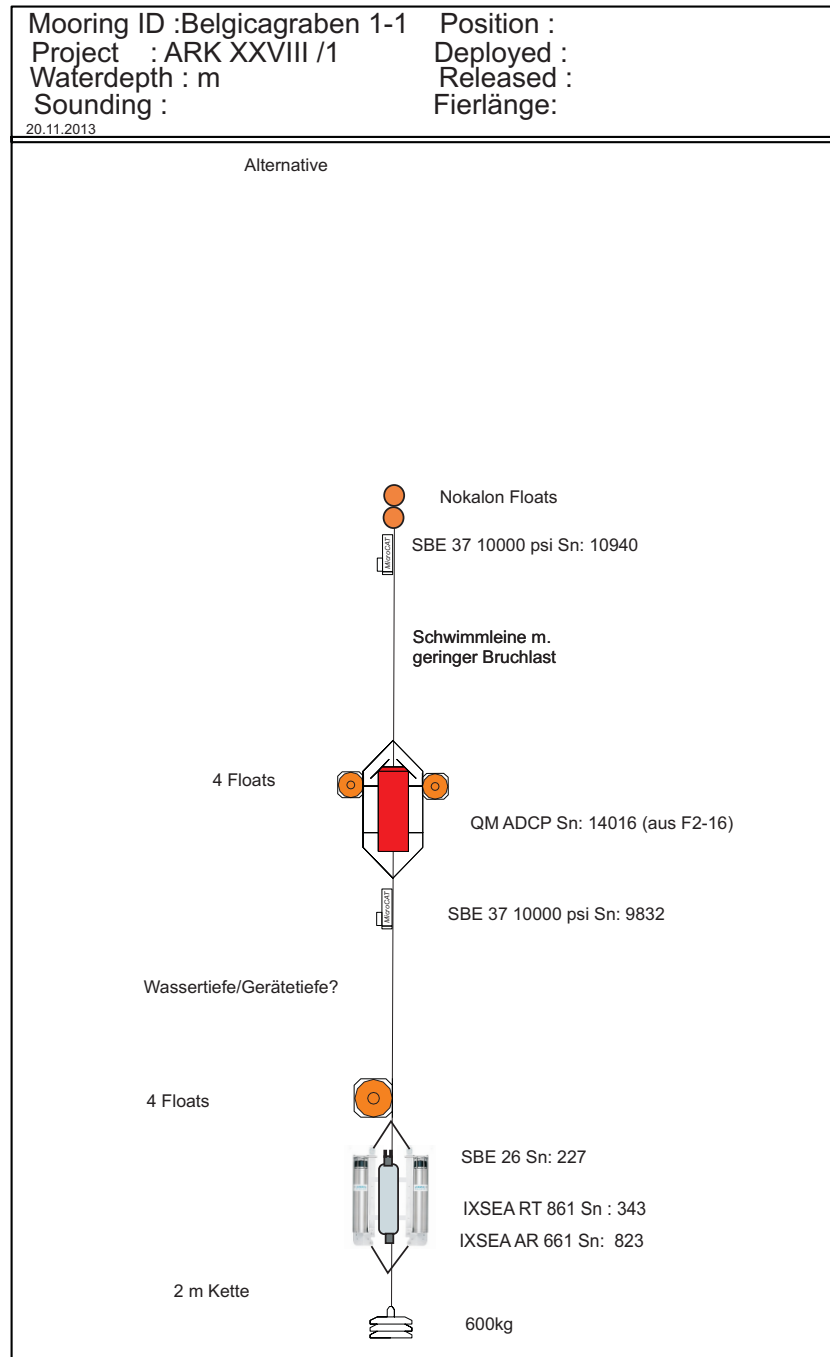 Mooring ID :Belgicagraben 1-1 Position :
Project : ARK XXVIII /1 Deployed :
Waterdepth : m Released :
Sounding : Fierlänge:
20.11.2013
Alternative
Nokalon Floats
MicroCAT
SBE 37 10000 psi Sn: 10940
Schwimmleine m.
geringer Bruchlast
4 Floats
QM ADCP Sn: 14016 (aus F2-16)
MicroCAT
SBE 37 10000 psi Sn: 9832
Wassertiefe/Gerätetiefe?
4 Floats
SBE 26 Sn: 227
IXSEA RT 861 Sn : 343
IXSEA AR 661 Sn: 823
2 m Kette
600kg